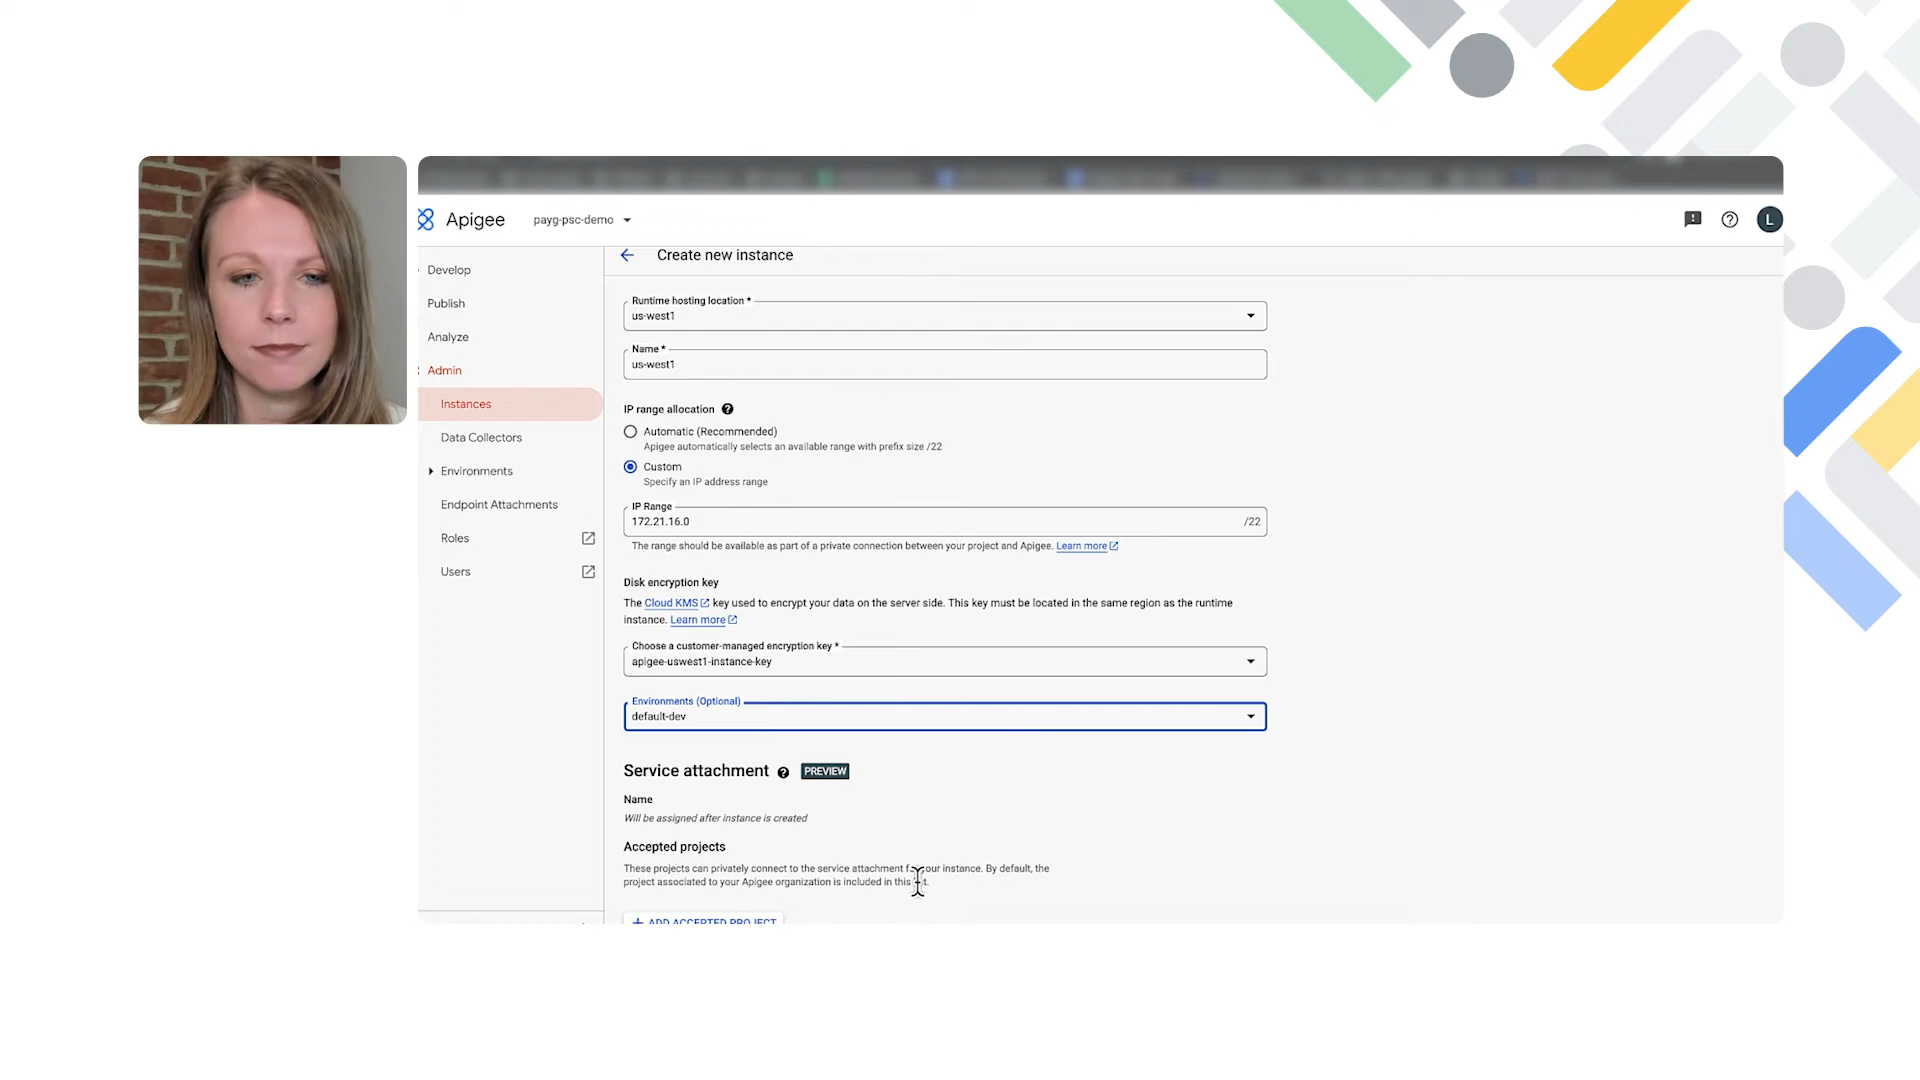 Apigee
payg-psc-demo
L
Develop
Publish
Analyze
Admin
Instances
Data Collectors
Environments
Endpoint Attachments
Roles
Users
Create new instance
Runtime hosting location *
us-west1
Name *
us-west1
IP range allocation
Automatic (Recommended)
Apigee automatically selects an available range with prefix size /22
Custom
Specify an IP address range
IP Range
172.21.16.0 /22
The range should be available as part of a private connection between your project and Apigee. Learn more
Disk encryption key
The Cloud KMS key used to encrypt your data on the server side. This key must be located in the same region as the runtime
instance. Learn more
Choose a customer-managed encryption key *
apigee-uswest1-instance-key
Environments (Optional)
default-dev
Service attachment PREVIEW
Name
Will be assigned after instance is created
Accepted projects
These projects can privately connect to the service attachment for your instance. By default, the
project associated to your Apigee organization is included in this list.
+ ADD ACCEPTED PROJECT